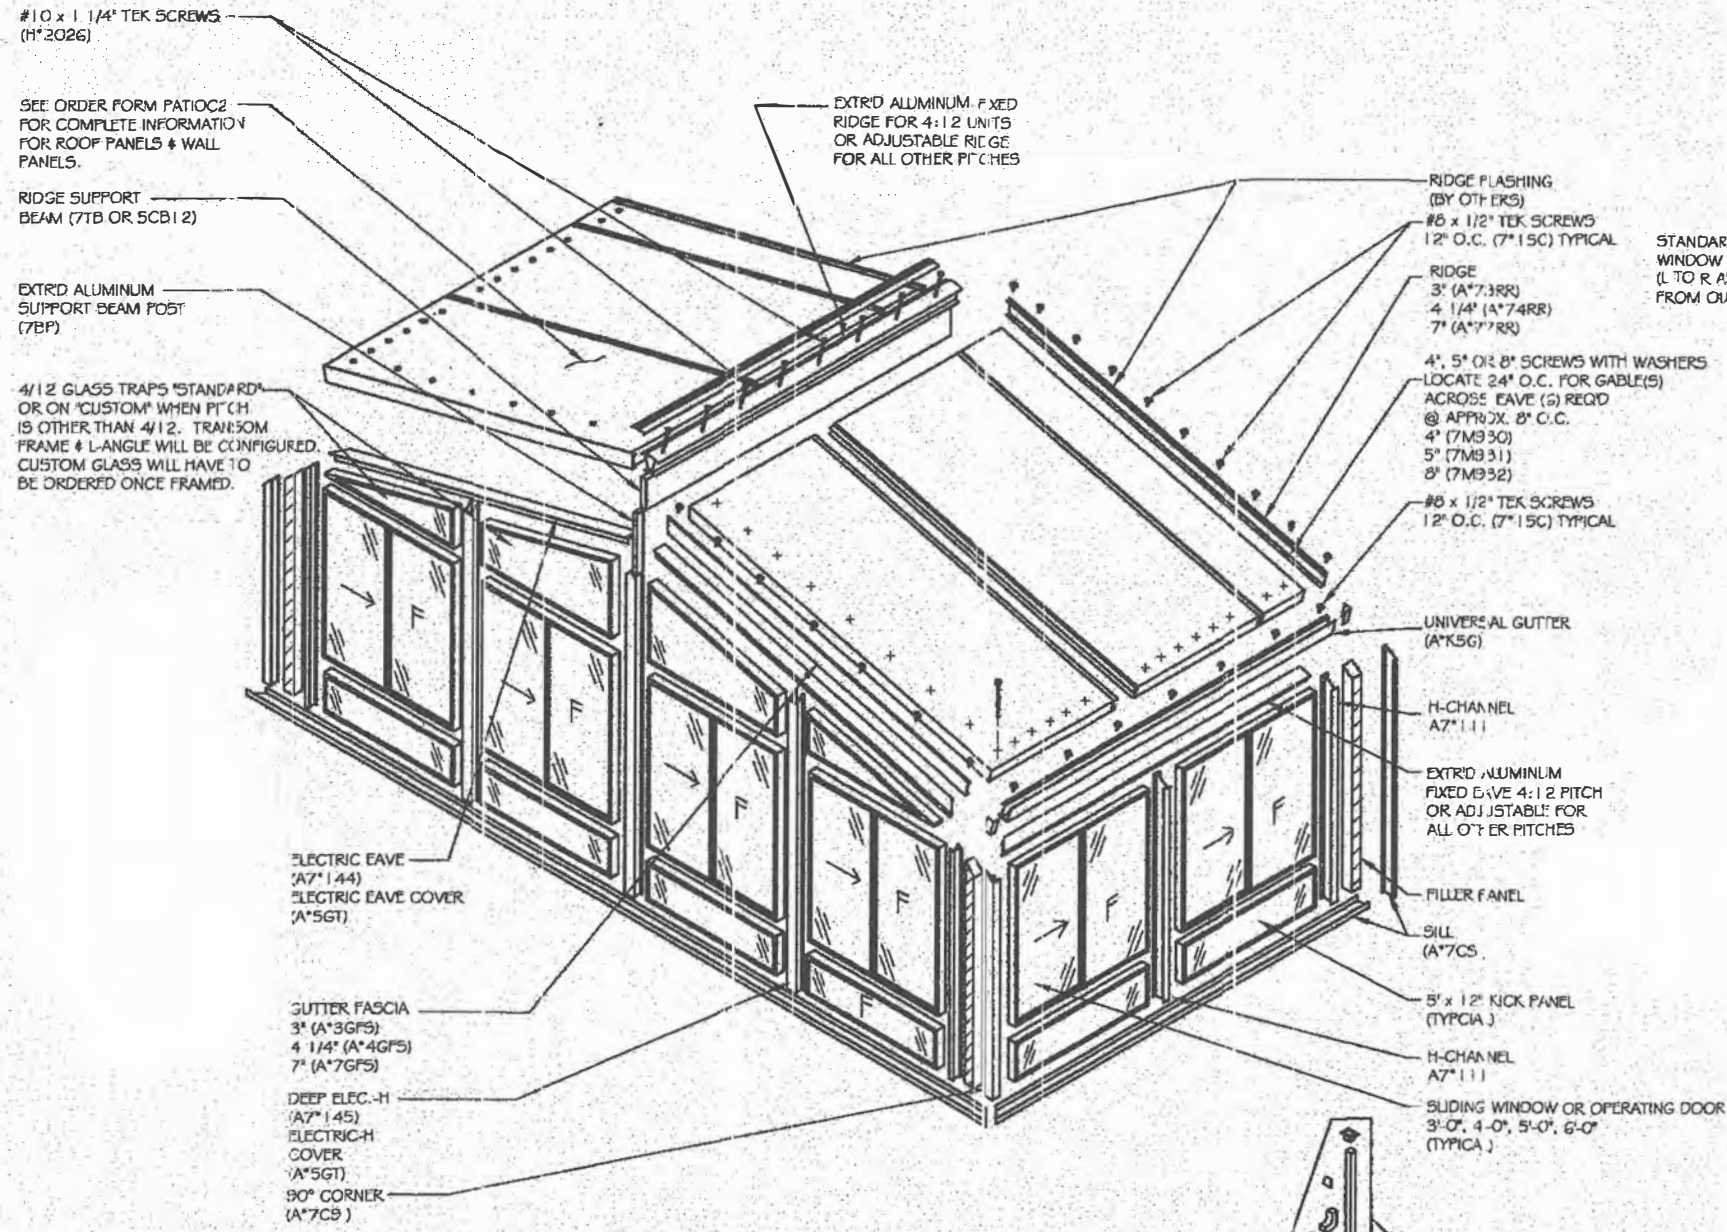 #10 x 1 1/4" TEK SCREWS
(H*2026)
SEE ORDER FORM PATIOC2
FOR COMPLETE INFORMATION
FOR ROOF PANELS & WALL
PANELS.
RIDGE SUPPORT
BEAM (7TB OR SCB12)
EXTR'D ALUMINUM
SUPPORT BEAM POST
(7BP)
4/12 GLASS TRAPS "STANDARD"
OR ON "CUSTOM" WHEN PITCH
IS OTHER THAN 4/12. TRANSOM
FRAME & L-ANGLE WILL BE CONFIGURED.
CUSTOM GLASS WILL HAVE TO
BE ORDERED ONCE FRAMED.
EXTR'D ALUMINUM FIXED
RIDGE FOR 4:12 UNITS
OR ADJUSTABLE RIDGE
FOR ALL OTHER PITCHES
RIDGE FLASHING
(BY OTHERS)
#8 x 1/2" TEK SCREWS
12" O.C. (7*15C) TYPICAL
STANDAR
WINDOW
(L TO R A
FROM OU
RIDGE
3" (A*73RR)
4 1/4" (A*74RR)
7" (A*77RR)
4", 5" OR 8" SCREWS WITH WASHERS
LOCATE 24" O.C. FOR GABLE(S)
ACROSS EAVE (S) REQ'D
@ APPROX. 8" O.C.
4" (7M930)
5" (7M931)
8" (7M932)
#8 x 1/2" TEK SCREWS
12" O.C. (7*15C) TYPICAL
UNIVERSAL GUTTER
(A*K5G)
H-CHANNEL
A7*111
EXTR'D ALUMINUM
FIXED EAVE 4:12 PITCH
OR ADJUSTABLE FOR
ALL OTHER PITCHES
FILLER PANEL
SILL
(A*7CS
5' x 12" KICK PANEL
(TYPCIA )
H-CHANNEL
A7*111
SLIDING WINDOW OR OPERATING DOOR
3'-0", 4-0", 5'-0", 6'-0"
(TYPICA )
ELECTRIC EAVE
(A7*144)
ELECTRIC EAVE COVER
(A*5GT)
GUTTER FASCIA
3" (A*3GFS)
4 1/4" (A*4GFS)
7" (A*7GFS)
DEEP ELEC.-H
(A7*145)
ELECTRIC-H
COVER
(A*5GT)
90° CORNER
(A*7C9 )
F
F
F
F
F
F
F